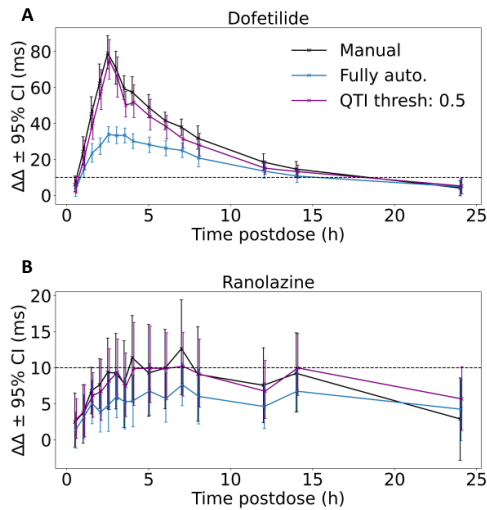 A
Dofetilide
ΔΔ ± 95% CI (ms)
80
60
40
20
0
Manual
Fully auto.
QTI thresh: 0.5
0 5 10 15 20 25
Time postdose (h)
B
Ranolazine
ΔΔ ± 95% CI (ms)
20
15
10
5
0
0 5 10 15 20 25
Time postdose (h)